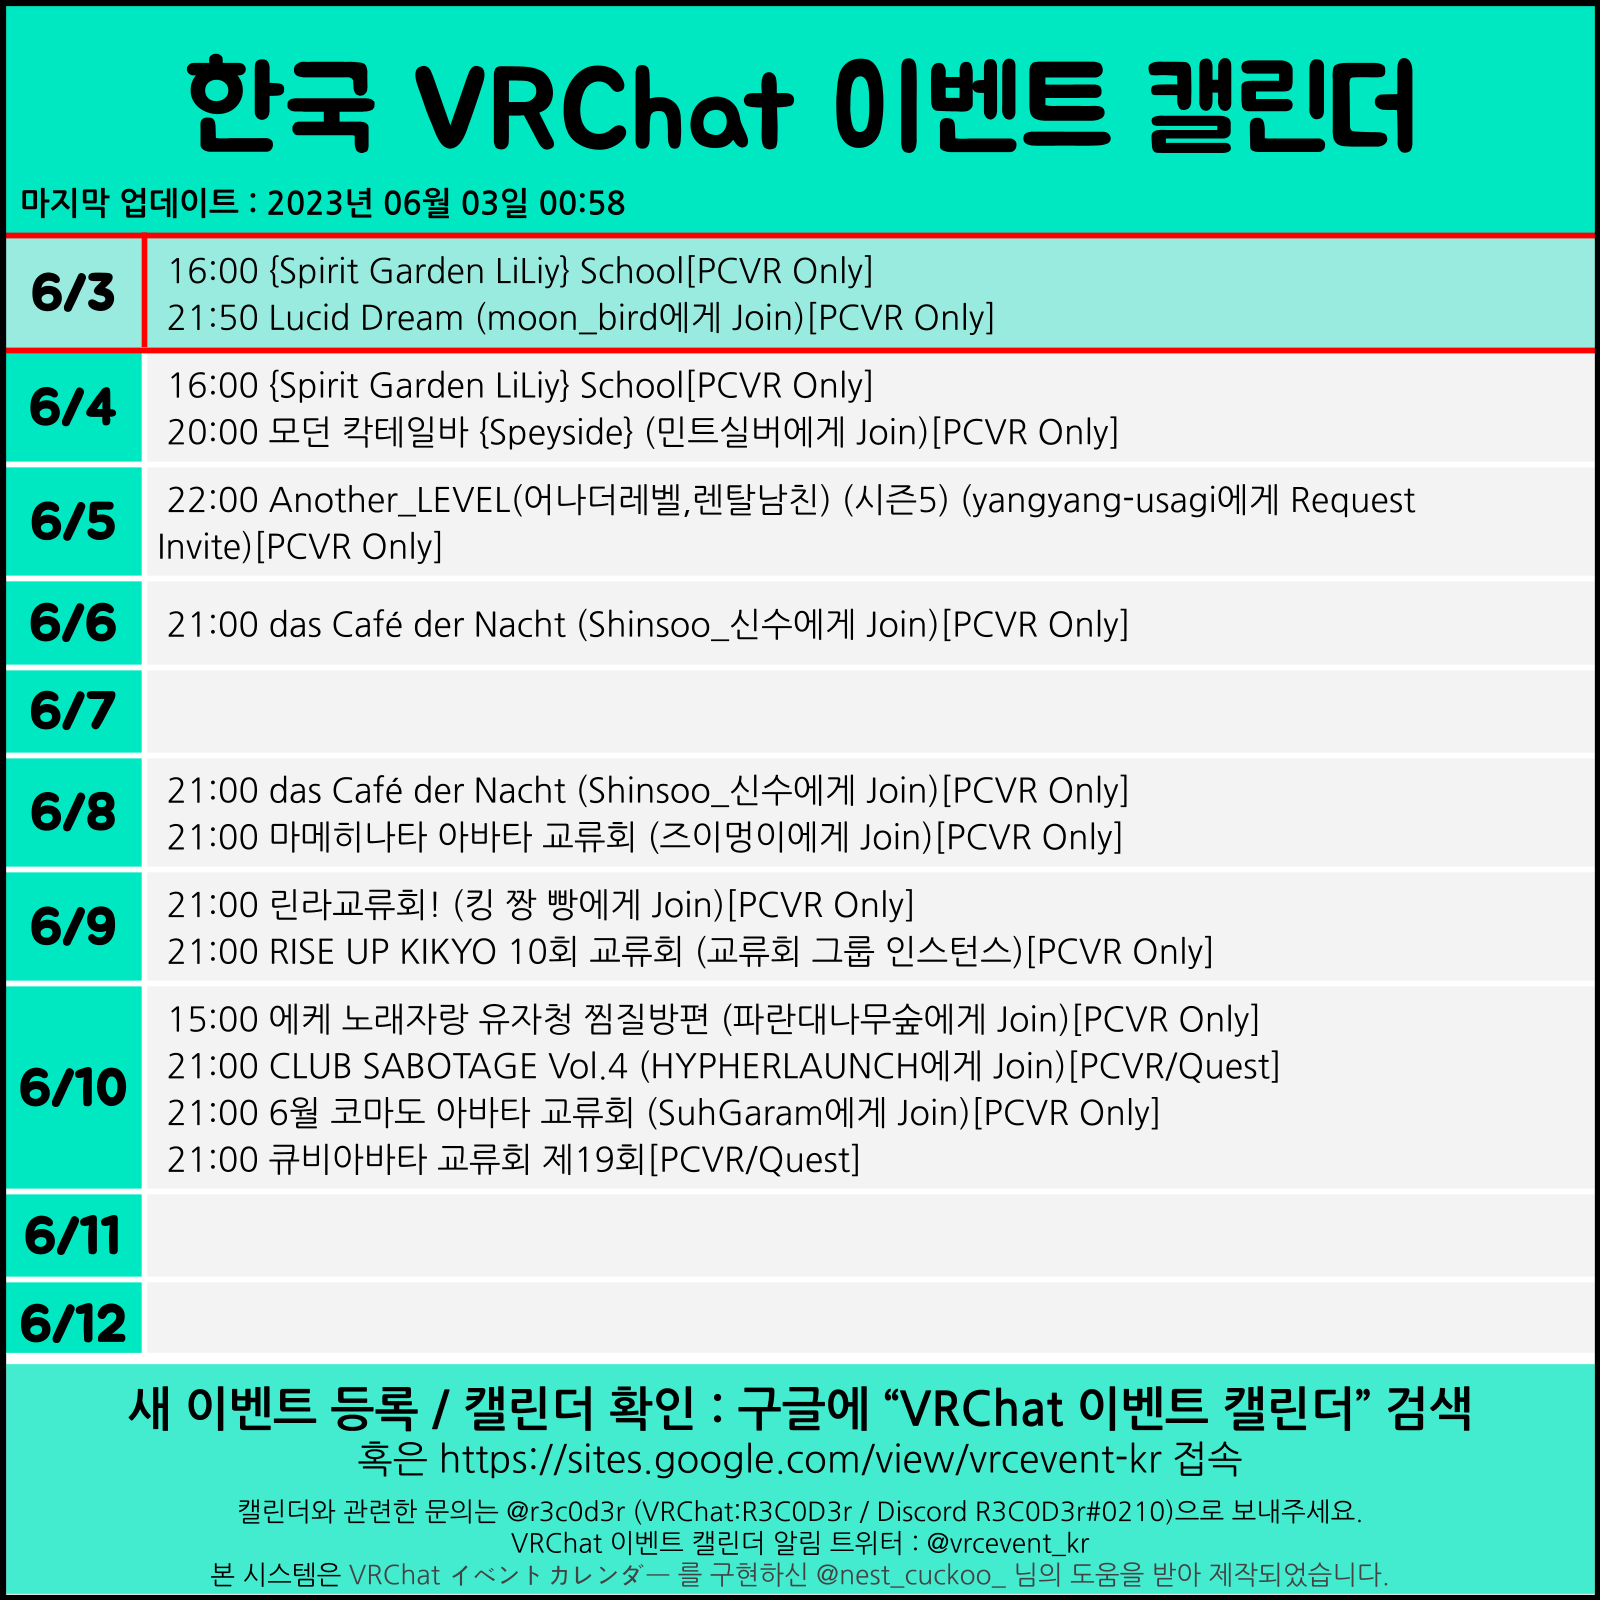 한국 VRChat 이벤트 캘린더
마지막 업데이트 : 2023년 06월 03일 00:58
6/3
16:00 {Spirit Garden LiLiy} School[PCVR Only]
21:50 Lucid Dream (moon_bird에게 Join)[PCVR Only]
6/4
16:00 {Spirit Garden LiLiy} School[PCVR Only]
20:00 모던 칵테일바 {Speyside} (민트실버에게 Join)[PCVR Only]
6/5
22:00 Another_LEVEL(어나더레벨,렌탈남친) (시즌5) (yangyang-usagi에게 Request
Invite)[PCVR Only]
6/6
21:00 das Café der Nacht (Shinsoo_신수에게 Join)[PCVR Only]
6/7
6/8
21:00 das Café der Nacht (Shinsoo_신수에게 Join)[PCVR Only]
21:00 마메히나타 아바타 교류회 (즈이멍이에게 Join)[PCVR Only]
6/9
21:00 린라교류회! (킹 짱 빵에게 Join)[PCVR Only]
21:00 RISE UP KIKYO 10회 교류회 (교류회 그룹 인스턴스)[PCVR Only]
6/10
15:00 에케 노래자랑 유자청 찜질방편 (파란대나무숲에게 Join)[PCVR Only]
21:00 CLUB SABOTAGE Vol.4 (HYPHERLAUNCH에게 Join)[PCVR/Quest]
21:00 6월 코마도 아바타 교류회 (SuhGaram에게 Join)[PCVR Only]
21:00 큐비아바타 교류회 제19회[PCVR/Quest]
6/11
6/12
새 이벤트 등록 / 캘린더 확인 : 구글에 “VRChat 이벤트 캘린더” 검색
혹은 https://sites.google.com/view/vrcevent-kr 접속
캘린더와 관련한 문의는 @r3c0d3r (VRChat:R3C0D3r / Discord R3C0D3r#0210)으로 보내주세요.
VRChat 이벤트 캘린더 알림 트위터 : @vrcevent_kr
본 시스템은 VRChat イベントカレンダー 를 구현하신 @nest_cuckoo_ 님의 도움을 받아 제작되었습니다.